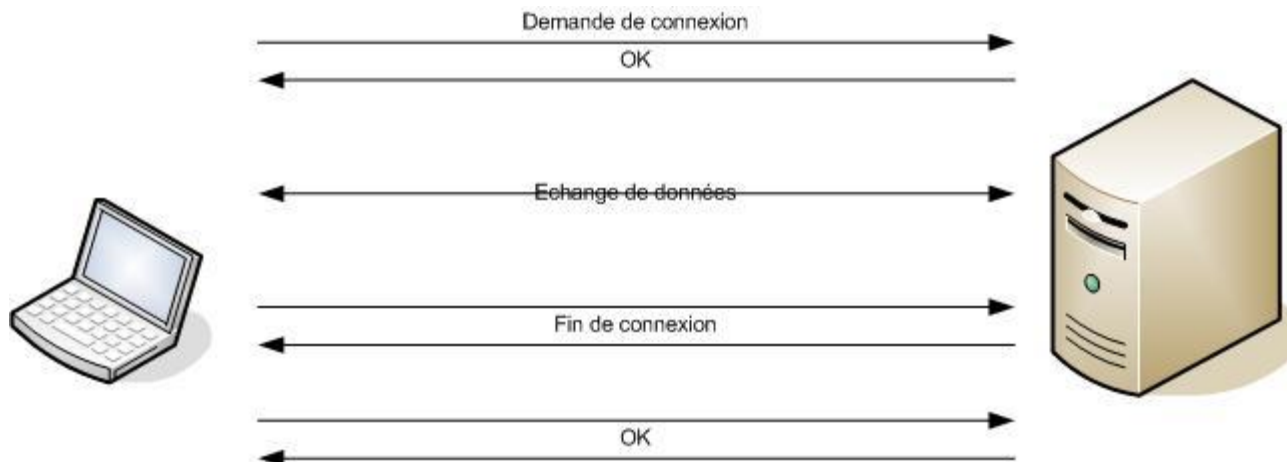 Demande de connexion
OK
Echange de données
Fin de connexion
OK